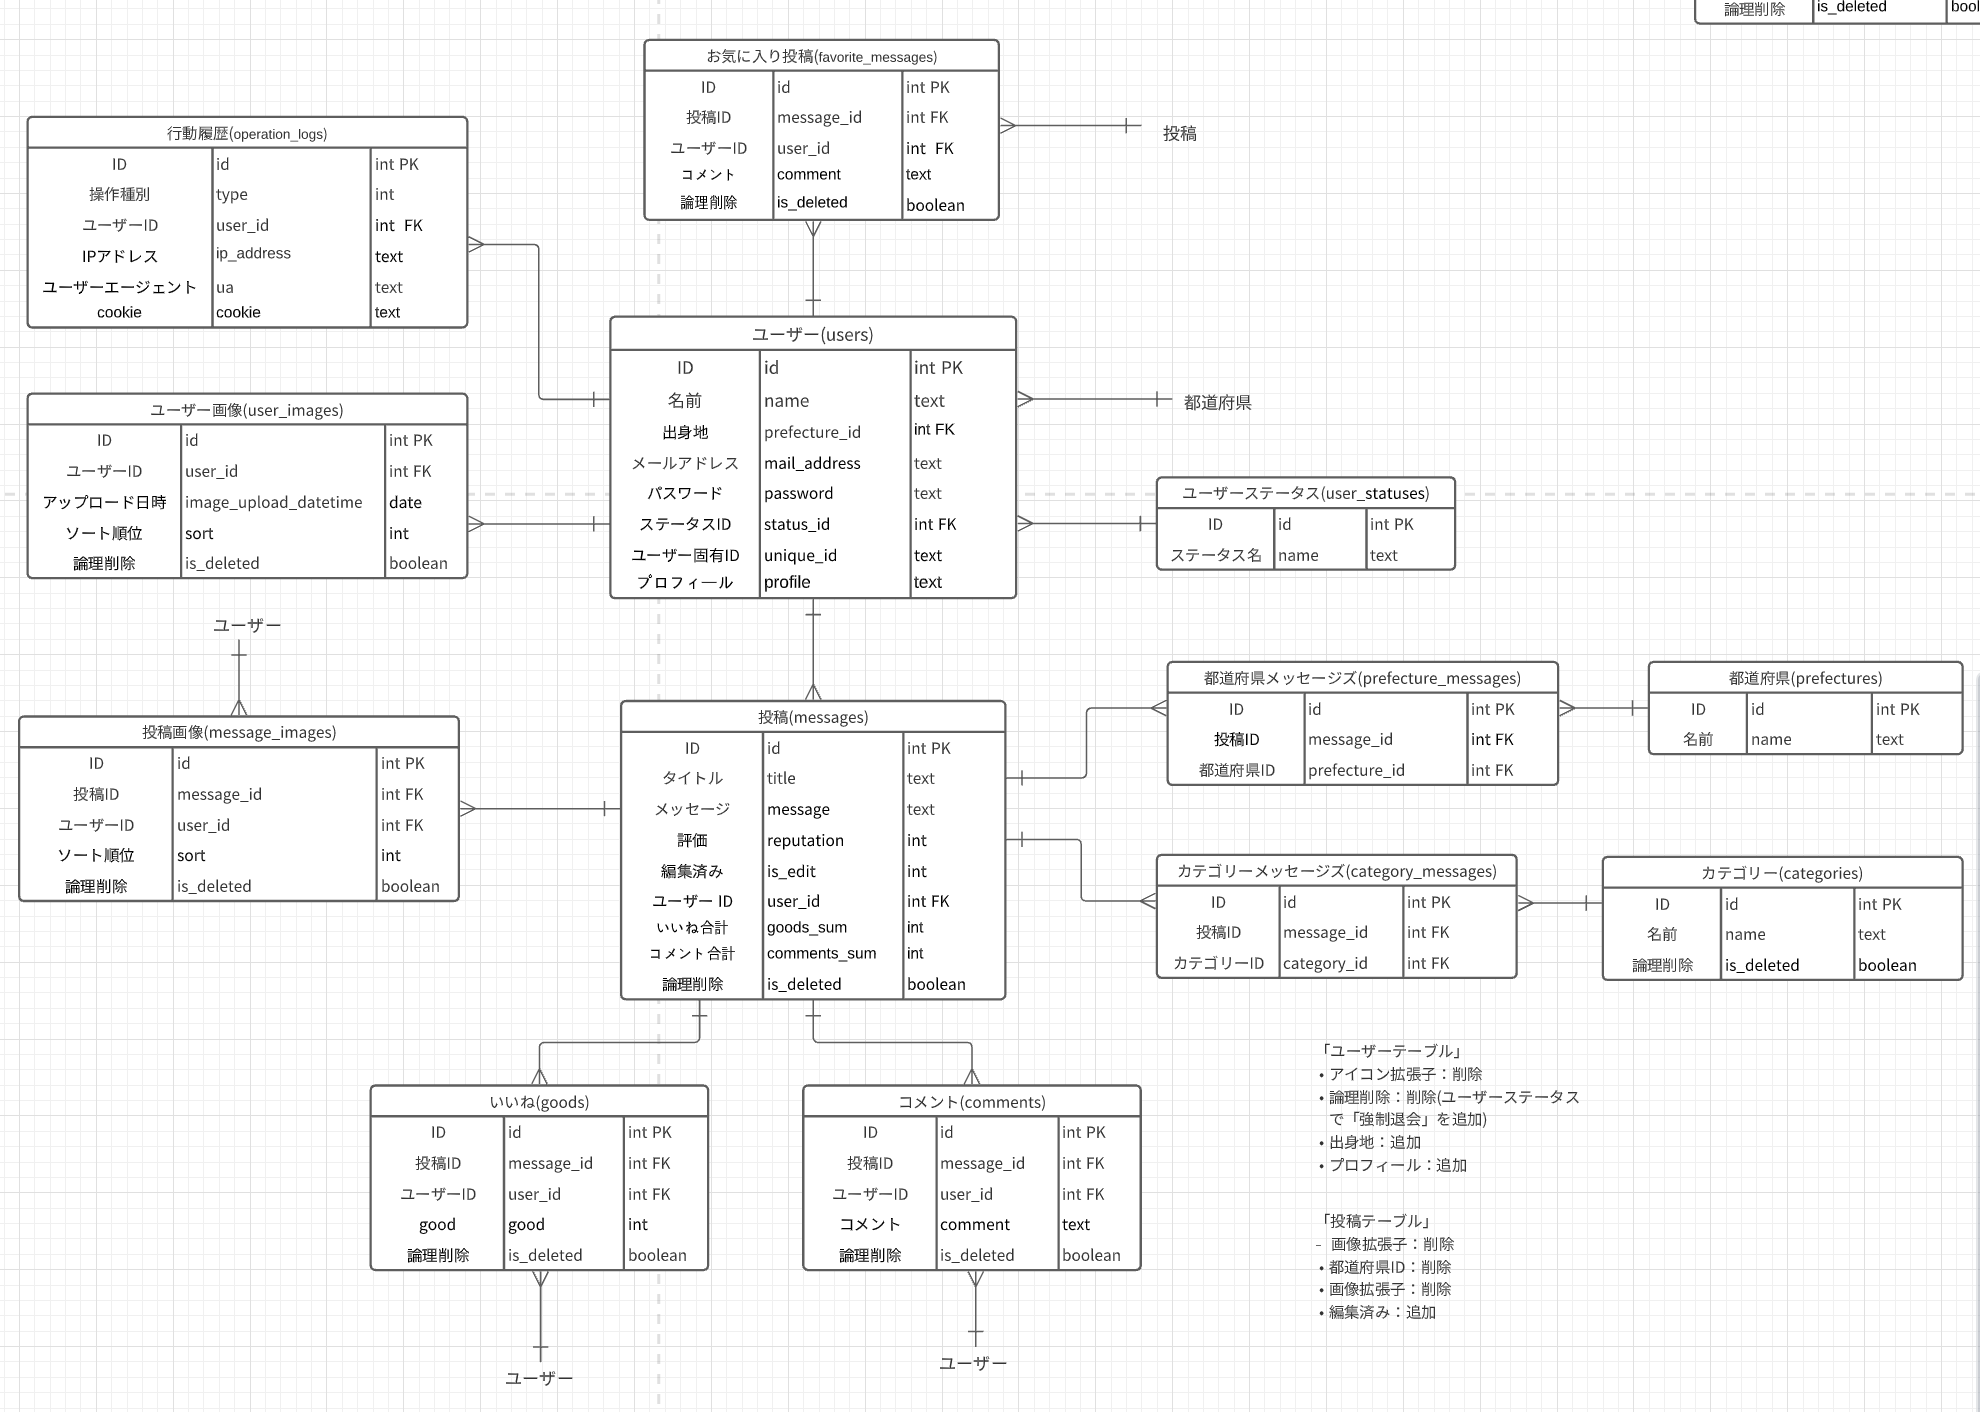 論理削除 is_deleted
お気に入り投稿(favorite_messages)
ID id int PK
投稿ID message_id int FK
ユーザーID user_id int FK
コメント comment text
論理削除 is_deleted boolean
投稿
行動履歴(operation_logs)
ID id int PK
操作種別 type int
ユーザーID user_id int FK
IPアドレス ip_address text
ユーザーエージェント ua text
cookie cookie text
ユーザー(users)
ID id int PK
名前 name text
出身地 prefecture_id int FK
メールアドレス mail_address text
パスワード password text
ステータスID status_id int FK
ユーザー固有ID unique_id text
プロフィール profile text
都道府県
ユーザー画像(user_images)
ID id int PK
ユーザーID user_id int FK
アップロード日時 image_upload_datetime date
ソート順位 sort int
論理削除 is_deleted boolean
ユーザーステータス(user_statuses)
ID id int PK
ステータス名 name text
ユーザー
投稿画像(message_images)
ID id int PK
投稿ID message_id int FK
ユーザーID user_id int FK
ソート順位 sort int
論理削除 is_deleted boolean
投稿(messages)
ID id int PK
タイトル title text
メッセージ message text
評価 reputation int
編集済み is_edit int
ユーザー ID user_id int FK
いいね合計 goods_sum int
コメント合計 comments_sum int
論理削除 is_deleted boolean
都道府県メッセージズ(prefecture_messages)
ID id int PK
投稿ID message_id int FK
都道府県ID prefecture_id int FK
都道府県(prefectures)
ID id int PK
名前 name text
カテゴリーメッセージズ(category_messages)
ID id int PK
投稿ID message_id int FK
カテゴリーID category_id int FK
カテゴリー(categories)
ID id int PK
名前 name text
論理削除 is_deleted boolean
いいね(goods)
ID id int PK
投稿ID message_id int FK
ユーザーID user_id int FK
good good int
論理削除 is_deleted boolean
ユーザー
コメント(comments)
ID id int PK
投稿ID message_id int FK
ユーザーID user_id int FK
コメント comment text
論理削除 is_deleted boolean
ユーザー
「ユーザーテーブル」
• アイコン拡張子：削除
• 論理削除：削除(ユーザーステータス
で「強制退会」を追加)
• 出身地：追加
• プロフィール：追加
「投稿テーブル」
- 画像拡張子：削除
• 都道府県ID：削除
• 画像拡張子：削除
• 編集済み：追加